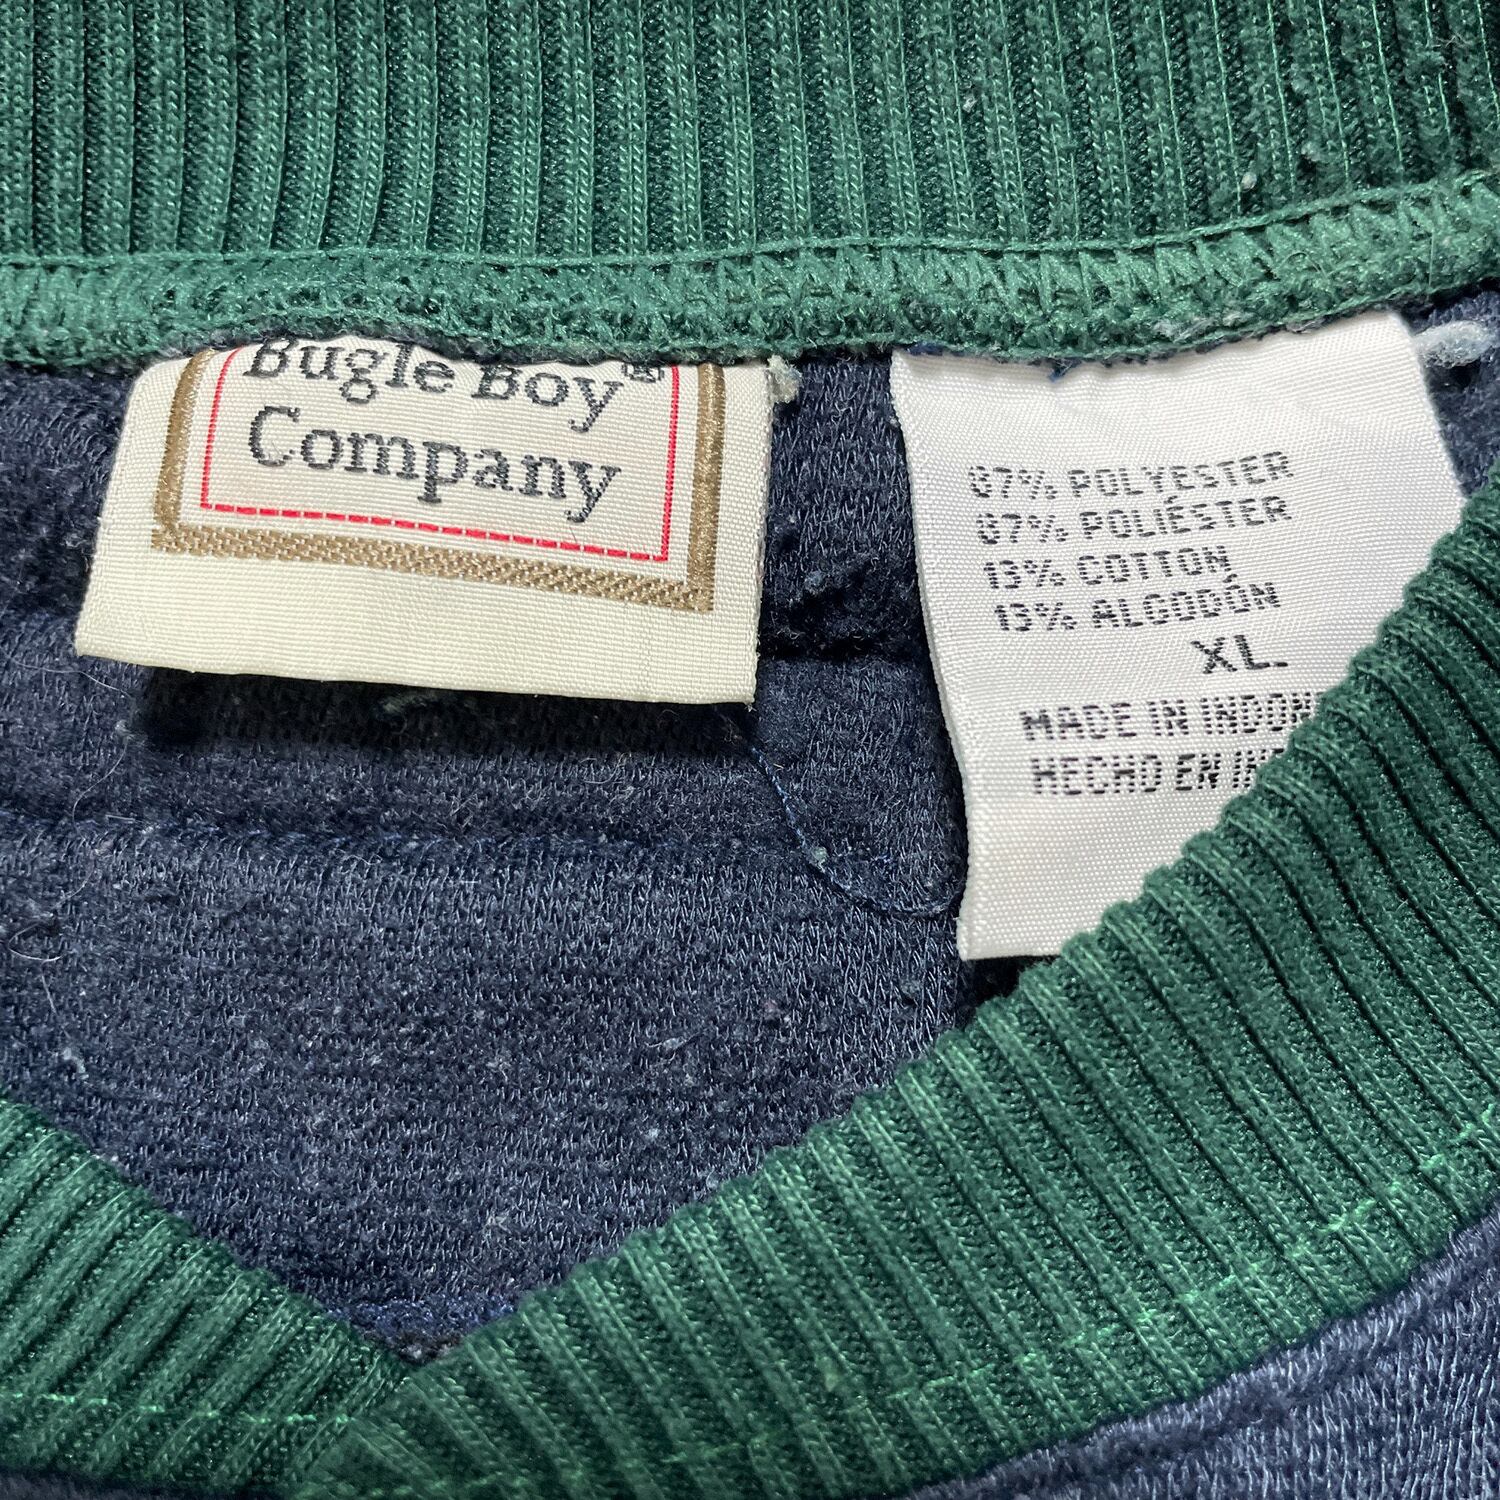 Bugle Boy®
Company
87% POLYESTER
87% POLIÉSTER
13% COTTON
13% ALGODÓN
XL.
MADE IN INDON
HECHO EN IN